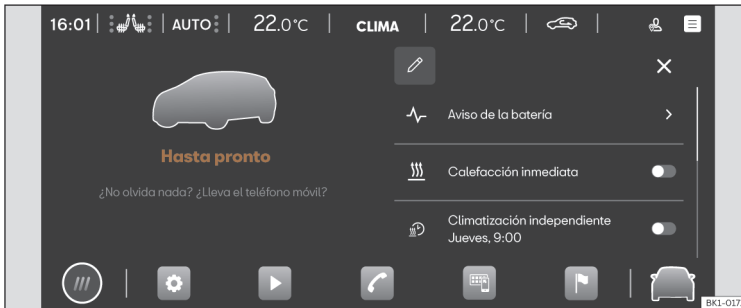 16:01 AUTO 22.0°C CLIMA 22.0°C
Hasta pronto
¿No olvida nada? ¿Lleva el teléfono móvil?
Aviso de la batería
Calefacción inmediata
Climatización independiente
Jueves, 9:00
BK1-017